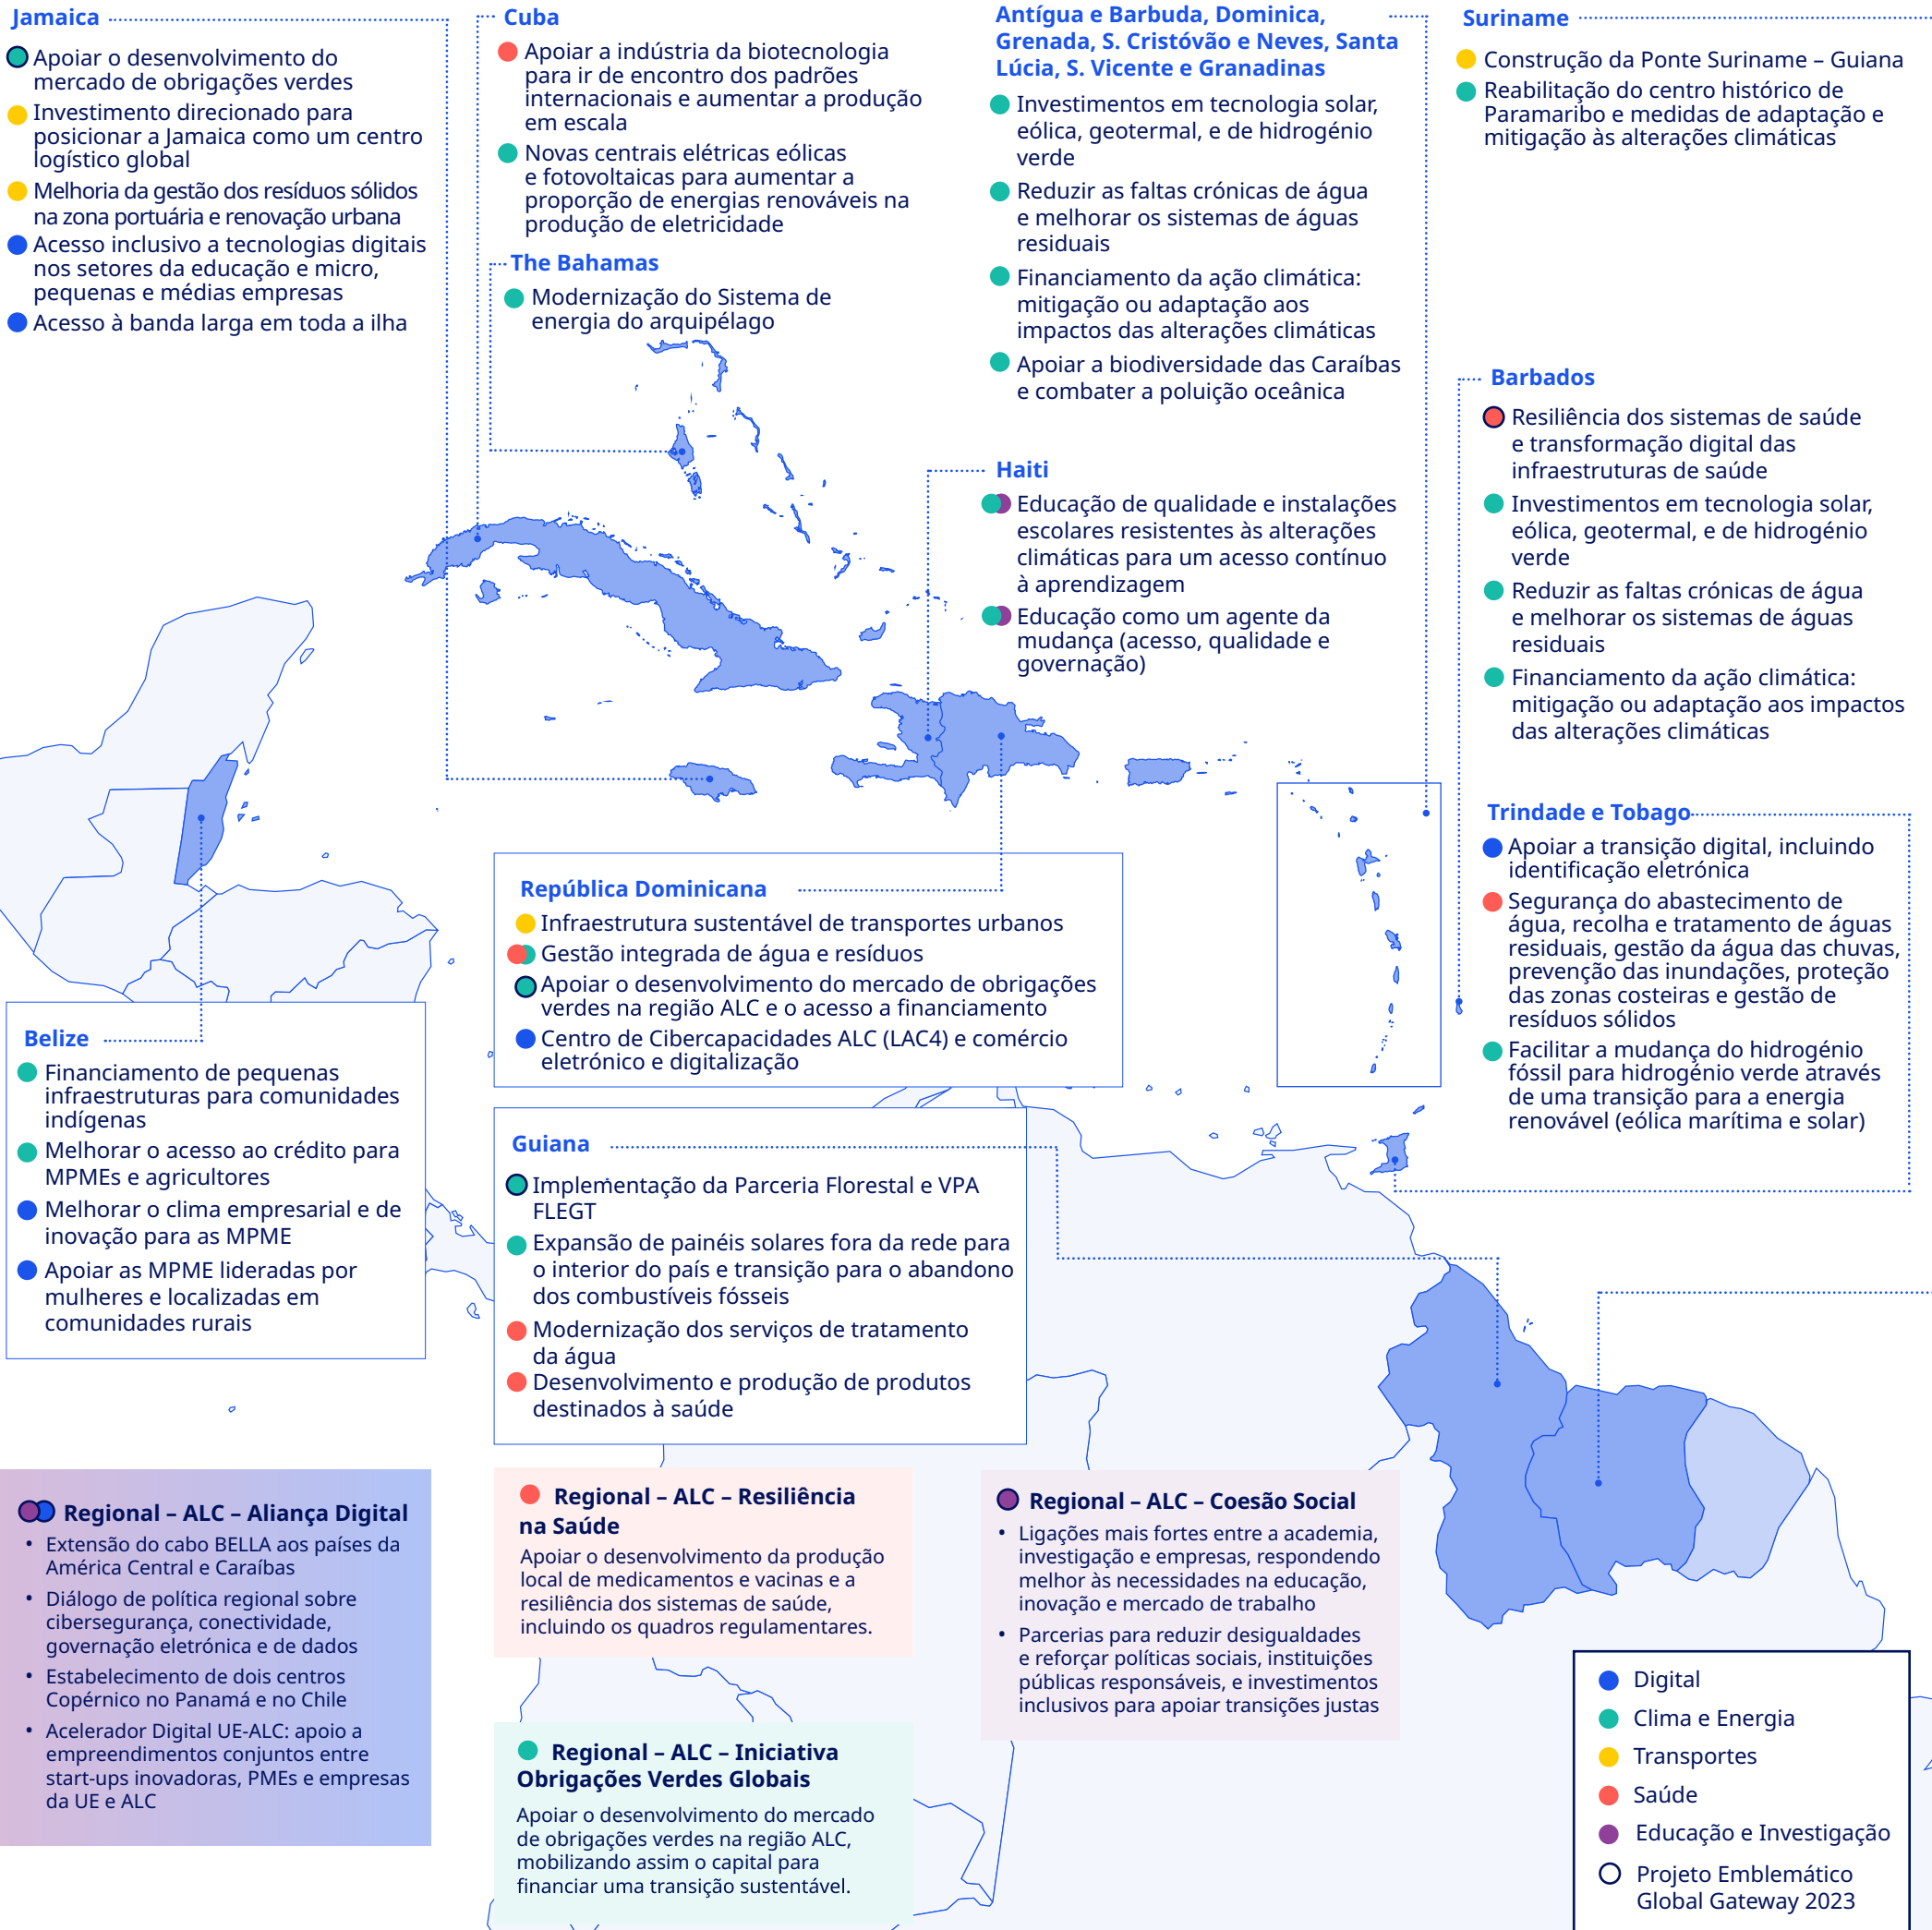 Jamaica
Apoiar o desenvolvimento do
mercado de obrigações verdes
Investimento direcionado para
posicionar a Jamaica como um centro
logístico global
Melhoria da gestão dos resíduos sólidos
na zona portuária e renovação urbana
Acesso inclusivo a tecnologias digitais
nos setores da educação e micro,
pequenas e médias empresas
Acesso à banda larga em toda a ilha
Cuba
Apoiar a indústria da biotecnologia
para ir de encontro dos padrões
internacionais e aumentar a produção
em escala
Novas centrais elétricas eólicas
e fotovoltaicas para aumentar a
proporção de energias renováveis na
produção de eletricidade
The Bahamas
Modernização do Sistema de
energia do arquipélago
Antígua e Barbuda, Dominica,
Grenada, S. Cristóvão e Neves, Santa
Lúcia, S. Vicente e Granadinas
Investimentos em tecnologia solar,
eólica, geotermal, e de hidrogénio
verde
Reduzir as faltas crónicas de água
e melhorar os sistemas de águas
residuais
Financiamento da ação climática:
mitigação ou adaptação aos
impactos das alterações climáticas
Apoiar a biodiversidade das Caraíbas
e combater a poluição oceânica
Haiti
Educação de qualidade e instalações
escolares resistentes às alterações
climáticas para um acesso contínuo
à aprendizagem
Educação como um agente da
mudança (acesso, qualidade e
governação)
Suriname
Construção da Ponte Suriname – Guiana
Reabilitação do centro histórico de
Paramaribo e medidas de adaptação e
mitigação às alterações climáticas
Barbados
Resiliência dos sistemas de saúde
e transformação digital das
infraestruturas de saúde
Investimentos em tecnologia solar,
eólica, geotermal, e de hidrogénio
verde
Reduzir as faltas crónicas de água
e melhorar os sistemas de águas
residuais
Financiamento da ação climática:
mitigação ou adaptação aos impactos
das alterações climáticas
Trindade e Tobago
Apoiar a transição digital, incluindo
identificação eletrónica
Segurança do abastecimento de
água, recolha e tratamento de águas
residuais, gestão da água das chuvas,
prevenção das inundações, proteção
das zonas costeiras e gestão de
resíduos sólidos
Facilitar a mudança do hidrogénio
fóssil para hidrogénio verde através
de uma transição para a energia
renovável (eólica marítima e solar)
República Dominicana
Infraestrutura sustentável de transportes urbanos
Gestão integrada de água e resíduos
Apoiar o desenvolvimento do mercado de obrigações
verdes na região ALC e o acesso a financiamento
Centro de Cibercapacidades ALC (LAC4) e comércio
eletrónico e digitalização
Belize
Financiamento de pequenas
infraestruturas para comunidades
indígenas
Melhorar o acesso ao crédito para
MPMEs e agricultores
Melhorar o clima empresarial e de
inovação para as MPME
Apoiar as MPME lideradas por
mulheres e localizadas em
comunidades rurais
Guiana
Implementação da Parceria Florestal e VPA
FLEGT
Expansão de painéis solares fora da rede para
o interior do país e transição para o abandono
dos combustíveis fósseis
Modernização dos serviços de tratamento
da água
Desenvolvimento e produção de produtos
destinados à saúde
Regional – ALC – Aliança Digital
• Extensão do cabo BELLA aos países da
América Central e Caraíbas
• Diálogo de política regional sobre
cibersegurança, conectividade,
governação eletrónica e de dados
• Estabelecimento de dois centros
Copérnico no Panamá e no Chile
• Acelerador Digital UE-ALC: apoio a
empreendimentos conjuntos entre
start-ups inovadoras, PMEs e empresas
da UE e ALC
Regional – ALC – Resiliência
na Saúde
Apoiar o desenvolvimento da produção
local de medicamentos e vacinas e a
resiliência dos sistemas de saúde,
incluindo os quadros regulamentares.
Regional – ALC – Iniciativa
Obrigações Verdes Globais
Apoiar o desenvolvimento do mercado
de obrigações verdes na região ALC,
mobilizando assim o capital para
financiar uma transição sustentável.
Regional – ALC – Coesão Social
• Ligações mais fortes entre a academia,
investigação e empresas, respondendo
melhor às necessidades na educação,
inovação e mercado de trabalho
• Parcerias para reduzir desigualdades
e reforçar políticas sociais, instituições
públicas responsáveis, e investimentos
inclusivos para apoiar transições justas
Digital
Clima e Energia
Transportes
Saúde
Educação e Investigação
Projeto Emblemático
Global Gateway 2023